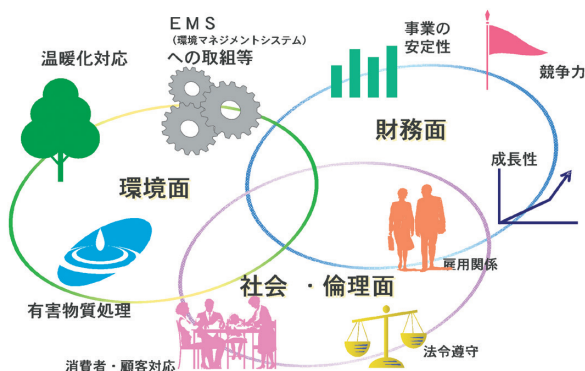 EMS
(環境マネジメントシステム)
への取組等
温暖化対応
事業の
安定性
競争力
財務面
成長性
環境面
雇用関係
社会・倫理面
有害物質処理
法令遵守
消費者・顧客対応